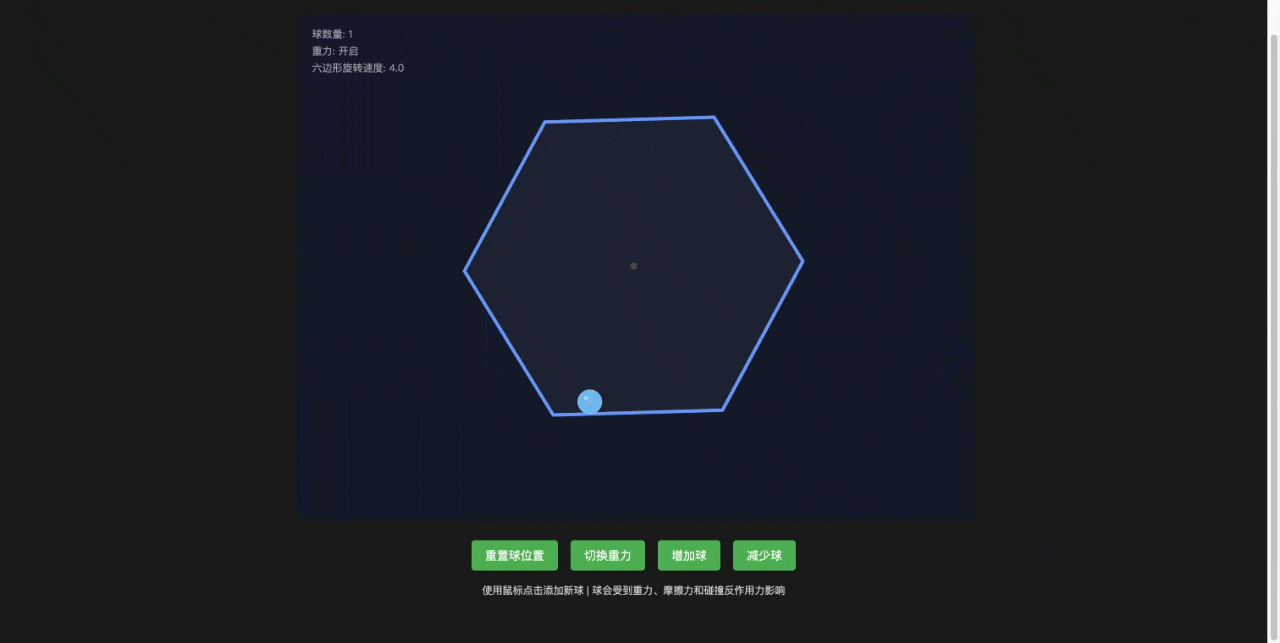 球数量: 1
重力: 开启
六边形旋转速度: 4.0
重置球位置
切换重力
增加球
减少球
使用鼠标点击添加新球 | 球会受到重力、摩擦力和碰撞反作用力影响